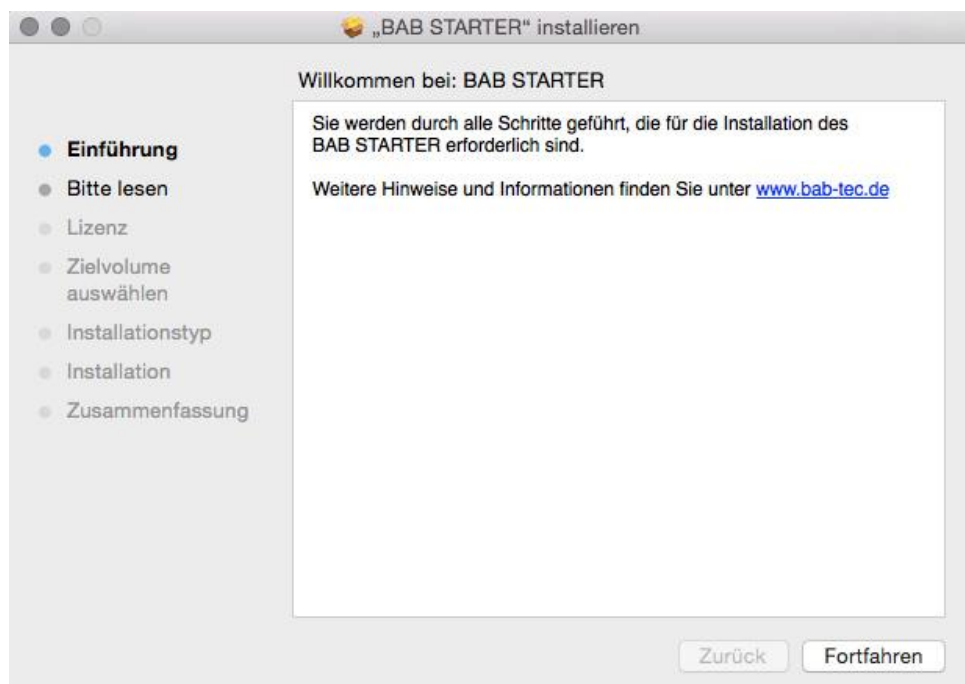 „BAB STARTER“ installieren
Willkommen bei: BAB STARTER
Einführung
Bitte lesen
Lizenz
Zielvolume
auswählen
Installationstyp
Installation
Zusammenfassung
Sie werden durch alle Schritte geführt, die für die Installation des
BAB STARTER erforderlich sind.
Weitere Hinweise und Informationen finden Sie unter www.bab-tec.de
Zurück
Fortfahren